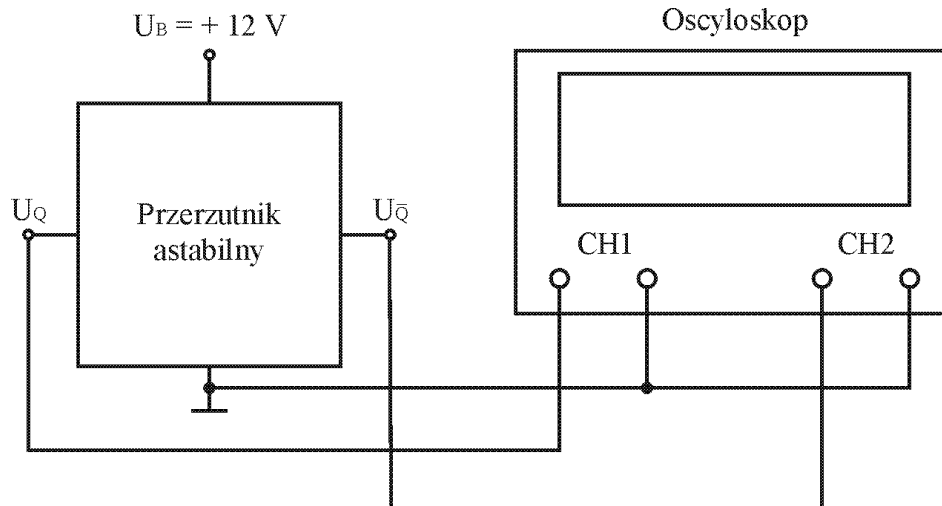 U_B = + 12 V
Oscyloskop
U_Q
Przerzutnik
astabilny
U_Q̅
CH1
CH2